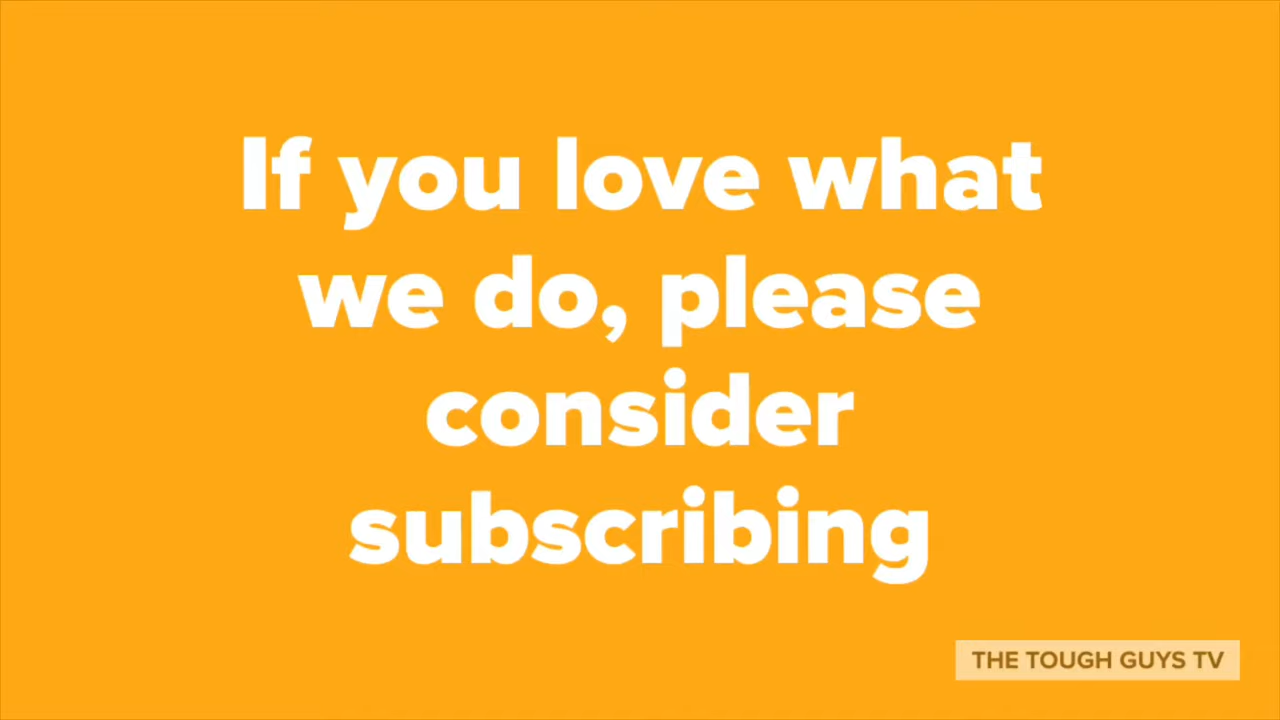 If you love what
we do, please
consider
subscribing
THE TOUGH GUYS TV